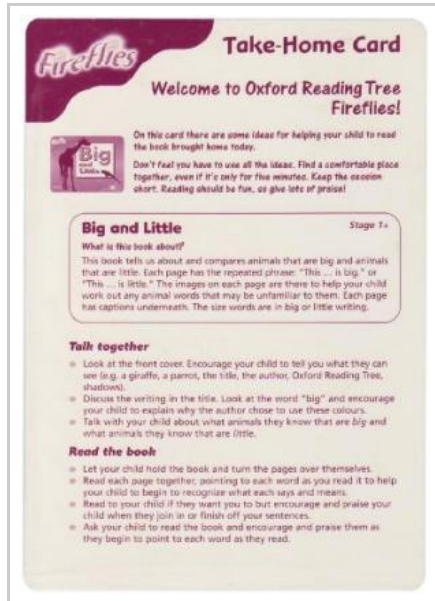 Fireflies
Take-Home Card
Welcome to Oxford Reading Tree
Fireflies!
Big
and
Little
On this card there are some ideas for helping your child to read
the book brought home today.
Don't feel you have to use all the ideas. Find a comfortable place
together, even if it's only for five minutes. Keep the session
short. Reading should be fun, so give lots of praise!
Big and Little
Stage 1+
What is this book about?
This book tells us about and compares animals that are big and animals
that are little. Each page has the repeated phrase: "This ... is big." or
"This ... is little." The images on each page are there to help your child
work out any animal words that may be unfamiliar to them. Each page
has captions underneath. The size words are in big or little writing.
Talk together
Look at the front cover. Encourage your child to tell you what they can
see (e.g. a giraffe, a parrot, the title, the author, Oxford Reading Tree,
shadows).
Discuss the writing in the title. Look at the word "big" and encourage
your child to explain why the author chose to use these colours.
Talk with your child about what animals they know that are big and
what animals they know that are little.
Read the book
Let your child hold the book and turn the pages over themselves.
Read each page together, pointing to each word as you read it to help
your child to begin to recognize what each says and means.
Read to your child if they want you to but encourage and praise your
child when they join in or finish off your sentences.
Ask your child to read the book and encourage and praise them as
they begin to point to each word as they read.